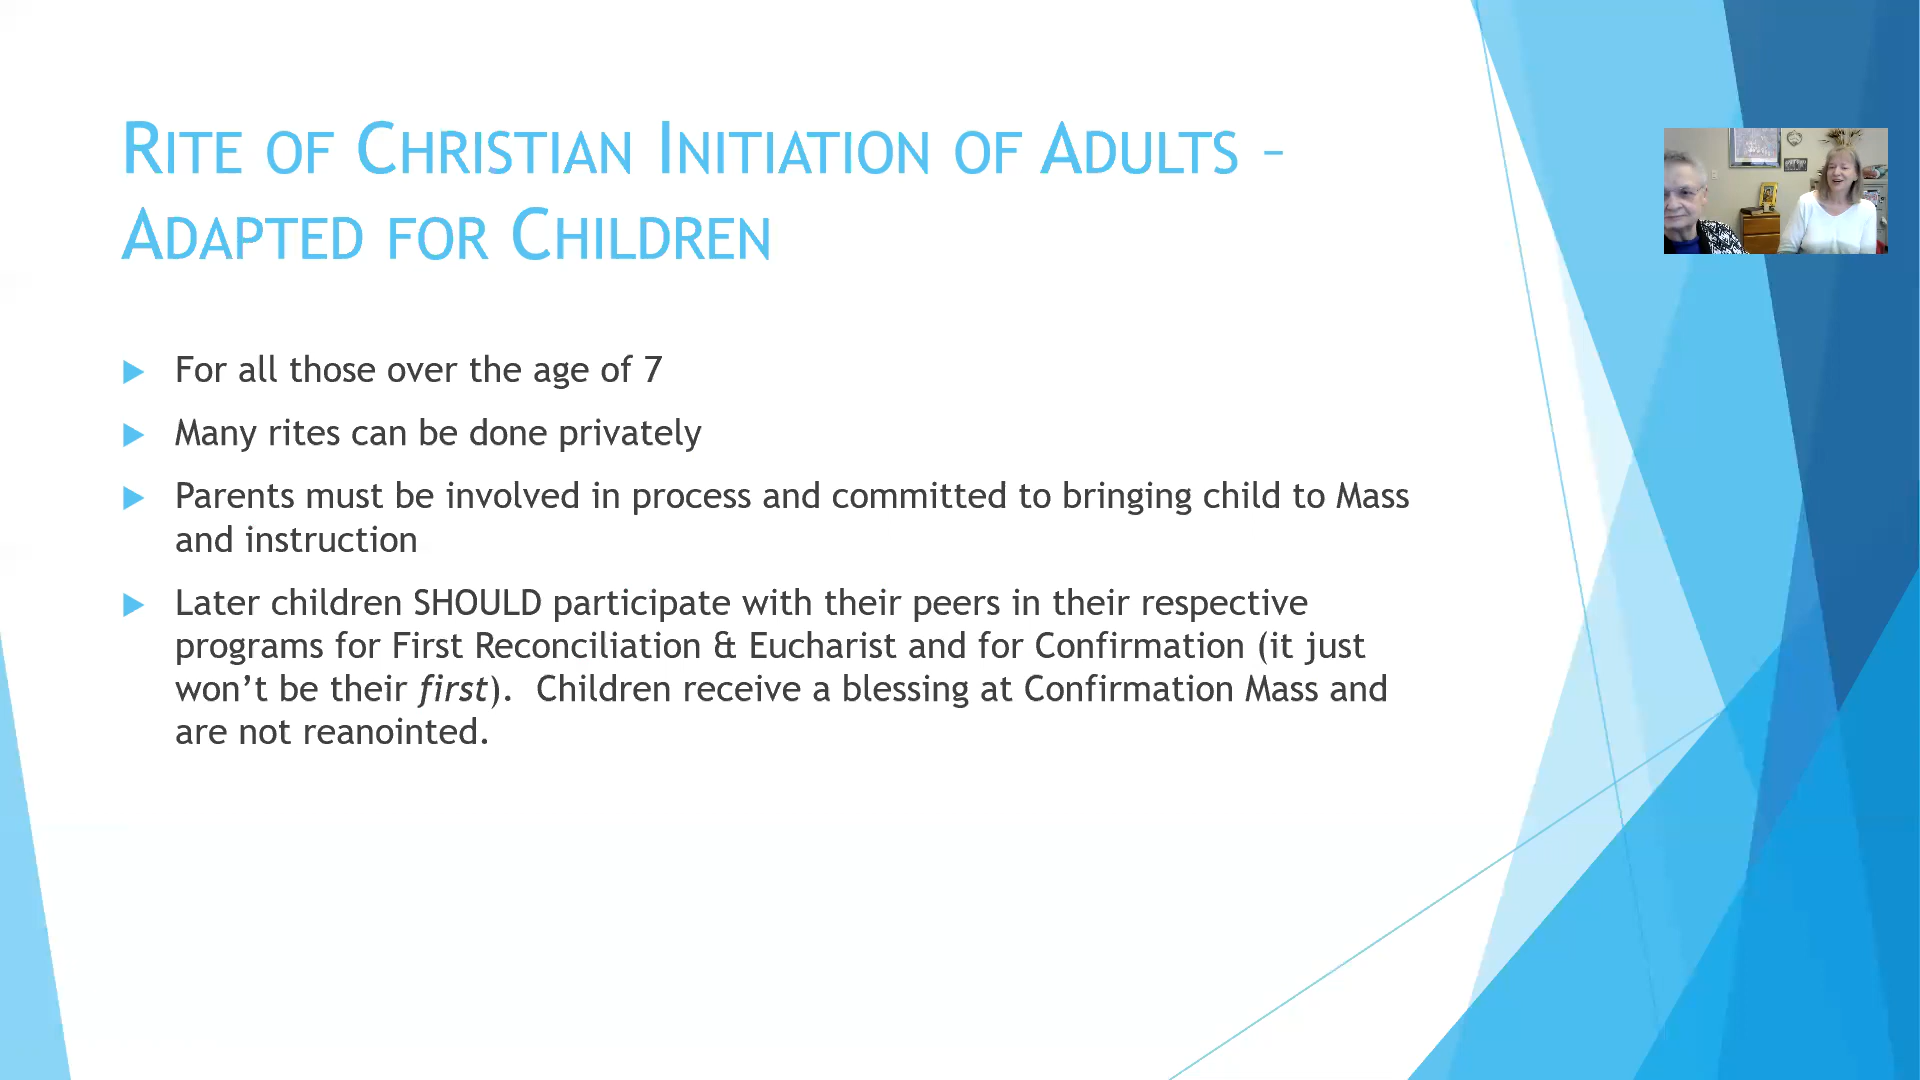 RITE OF CHRISTIAN INITIATION OF ADULTS –
ADAPTED FOR CHILDREN
For all those over the age of 7
Many rites can be done privately
Parents must be involved in process and committed to bringing child to Mass
and instruction
Later children SHOULD participate with their peers in their respective
programs for First Reconciliation & Eucharist and for Confirmation (it just
won’t be their first).  Children receive a blessing at Confirmation Mass and
are not reanointed.